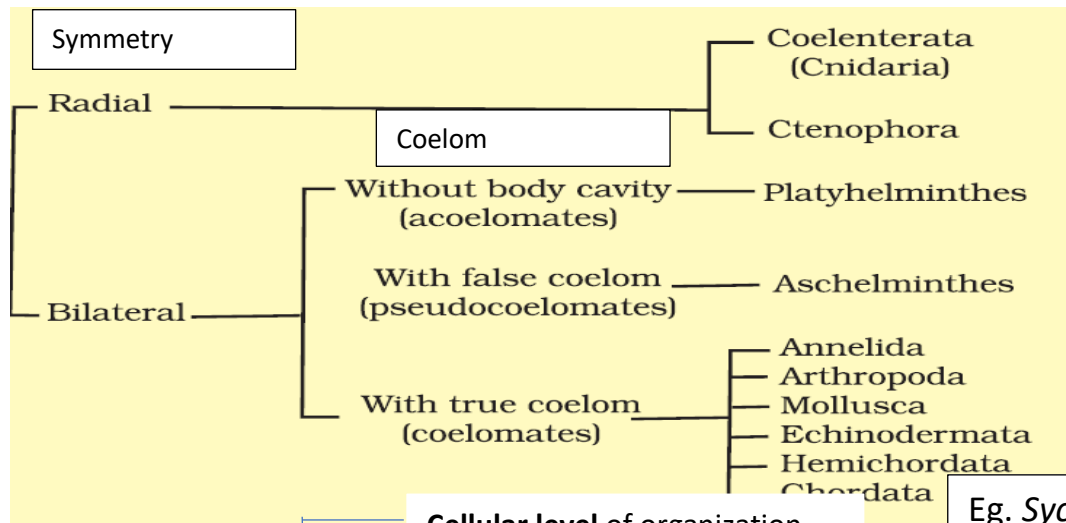 Symmetry
Coelenterata
(Cnidaria)
Radial
Ctenophora
Coelom
Without body cavity
(acoelomates)
Platyhelminthes
With false coelom
(pseudocoelomates)
Aschelminthes
Bilateral
Annelida
Arthropoda
With true coelom
(coelomates)
Mollusca
Echinodermata
Hemichordata
Chordata
Cellular level of organization
Eg.